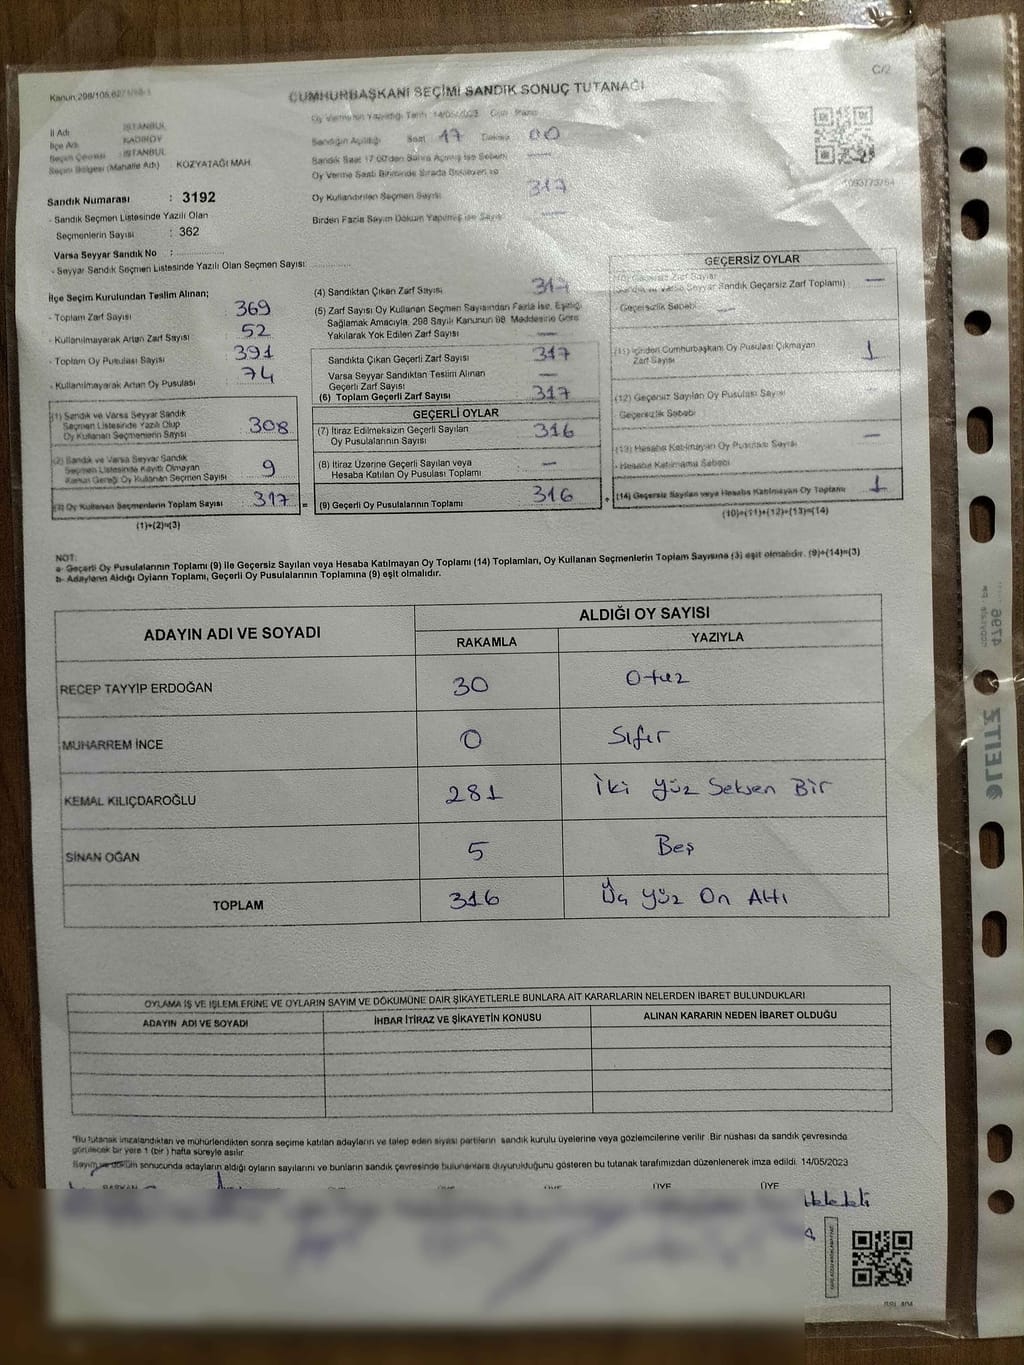 C/2
Kanun:298/105
CUMHURBAŞKANI SEÇİMİ SANDIK SONUÇ TUTANAĞI
Oy Vermenin Yapıldığı Tarih 14/05/2023 Gün Pazar
İl Adı : İSTANBUL
İlçe Adı : KADIKÖY
Seçim Çevresi : İSTANBUL
Seçim Bölgesi (Mahalle Adı) KOZYATAĞI MAH.
Sandığın Açıldığı Saat 17 Dakika 00
Sandık Saat 17:00'den Sonra Açılmış İse Sebebi —
Oy Verme Saati Bitiminde Sırada Bekleyen ve
Oy Kullandırılan Seçmen Sayısı 317
Birden Fazla Sayım Döküm Yapılmış ise Sayısı —
1093773764
Sandık Numarası : 3192
- Sandık Seçmen Listesinde Yazılı Olan
Seçmenlerin Sayısı : 362
Varsa Seyyar Sandık No : ................
- Seyyar Sandık Seçmen Listesinde Yazılı Olan Seçmen Sayısı: ............
İlçe Seçim Kurulundan Teslim Alınan;
- Toplam Zarf Sayısı 369
- Kullanılmayarak Artan Zarf Sayısı 52
- Toplam Oy Pusulası Sayısı 391
- Kullanılmayarak Artan Oy Pusulası 74
(1) Sandık ve Varsa Seyyar Sandık
Seçmen Listesinde Yazılı Olup
Oy Kullanan Seçmenlerin Sayısı 308
(2) Sandık ve Varsa Seyyar Sandık
Seçmen Listesinde Kayıtlı Olmayan
Kanun Gereği Oy Kullanan Seçmen Sayısı 9
(3) Oy Kullanan Seçmenlerin Toplam Sayısı 317 =
(1)+(2)=(3)
(4) Sandıktan Çıkan Zarf Sayısı 317
(5) Zarf Sayısı Oy Kullanan Seçmen Sayısından Fazla İse, Eşitliği
Sağlamak Amacıyla, 298 Sayılı Kanunun 98. Maddesine Göre
Yakılarak Yok Edilen Zarf Sayısı —
Sandıkta Çıkan Geçerli Zarf Sayısı 317
Varsa Seyyar Sandıktan Teslim Alınan
Geçerli Zarf Sayısı —
(6) Toplam Geçerli Zarf Sayısı 317
GEÇERLİ OYLAR
(7) İtiraz Edilmeksizin Geçerli Sayılan
Oy Pusulalarının Sayısı 316
(8) İtiraz Üzerine Geçerli Sayılan veya
Hesaba Katılan Oy Pusulası Toplamı —
(9) Geçerli Oy Pusulalarının Toplamı 316 +
GEÇERSİZ OYLAR
(10) Geçersiz Zarf Sayısı
(Sandık ve Varsa Seyyar Sandık Geçersiz Zarf Toplamı) —
- Geçersizlik Sebebi —
(11) İçinden Cumhurbaşkanı Oy Pusulası Çıkmayan
Zarf Sayısı 1
(12) Geçersiz Sayılan Oy Pusulası Sayısı —
Geçersizlik Sebebi
(13) Hesaba Katılmayan Oy Pusulası Sayısı —
- Hesaba Katılmama Sebebi
(14) Geçersiz Sayılan veya Hesaba Katılmayan Oy Toplamı 1
(10)+(11)+(12)+(13)=(14)
NOT:
a- Geçerli Oy Pusulalarının Toplamı (9) ile Geçersiz Sayılan veya Hesaba Katılmayan Oy Toplamı (14) Toplamları, Oy Kullanan Seçmenlerin Toplam Sayısına (3) eşit olmalıdır. (9)+(14)=(3)
b- Adayların Aldığı Oyların Toplamı, Geçerli Oy Pusulalarının Toplamına (9) eşit olmalıdır.
ADAYIN ADI VE SOYADI
ALDIĞI OY SAYISI
RAKAMLA YAZIYLA
RECEP TAYYİP ERDOĞAN 30 Otuz
MUHARREM İNCE 0 Sıfır
KEMAL KILIÇDAROĞLU 281 İki Yüz Seksen Bir
SİNAN OĞAN 5 Beş
TOPLAM 316 Üç Yüz On Altı
OYLAMA İŞ VE İŞLEMLERİNE VE OYLARIN SAYIM VE DÖKÜMÜNE DAİR ŞİKAYETLERLE BUNLARA AİT KARARLARIN NELERDEN İBARET BULUNDUKLARI
ADAYIN ADI VE SOYADI İHBAR İTİRAZ VE ŞİKAYETİN KONUSU ALINAN KARARIN NEDEN İBARET OLDUĞU
*Bu tutanak imzalandıktan ve mühürlendikten sonra seçime katılan adayların ve talep eden siyasi partilerin sandık kurulu üyelerine veya gözlemcilerine verilir. Bir nüshası da sandık çevresinde
görülecek bir yere 1 (bir) hafta süreyle asılır.
Sayım ve döküm sonucunda adayların aldığı oyların sayılarını ve bunların sandık çevresinde bulunanlara duyurulduğunu gösteren bu tutanak tarafımızdan düzenlenerek imza edildi. 14/05/2023
BAŞKAN ÜYE ÜYE ÜYE ÜYE ÜYE
LEITZ
4796